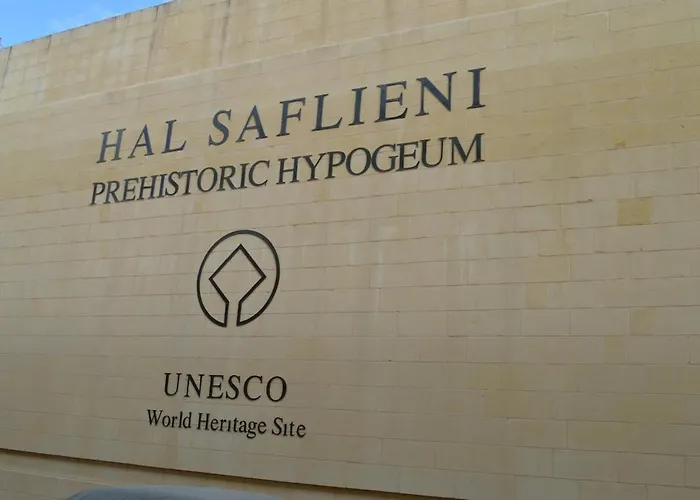 HAL SAFLIENI
PREHISTORIC HYPOGEUM
UNESCO
World Heritage Site